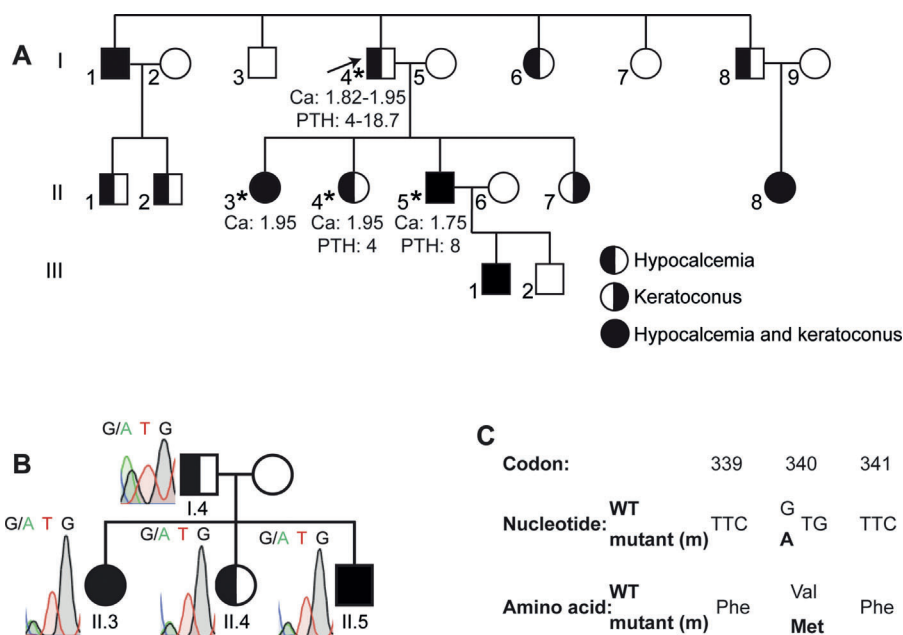 A
I
1
2
3
4*
5
6
7
8
9
Ca: 1.82-1.95
PTH: 4-18.7
II
1
2
3*
4*
5*
6
7
8
Ca: 1.95
Ca: 1.95
Ca: 1.75
PTH: 4
PTH: 8
III
1
2
Hypocalcemia
Keratoconus
Hypocalcemia and keratoconus
B
G/A T G
I.4
G/A T G
G/A T G
G/A T G
II.3
II.4
II.5
C
Codon: 339 340 341
G
Nucleotide: WT TTC TG TTC
mutant (m) A
Val
Amino acid: WT Phe Phe
mutant (m) Met